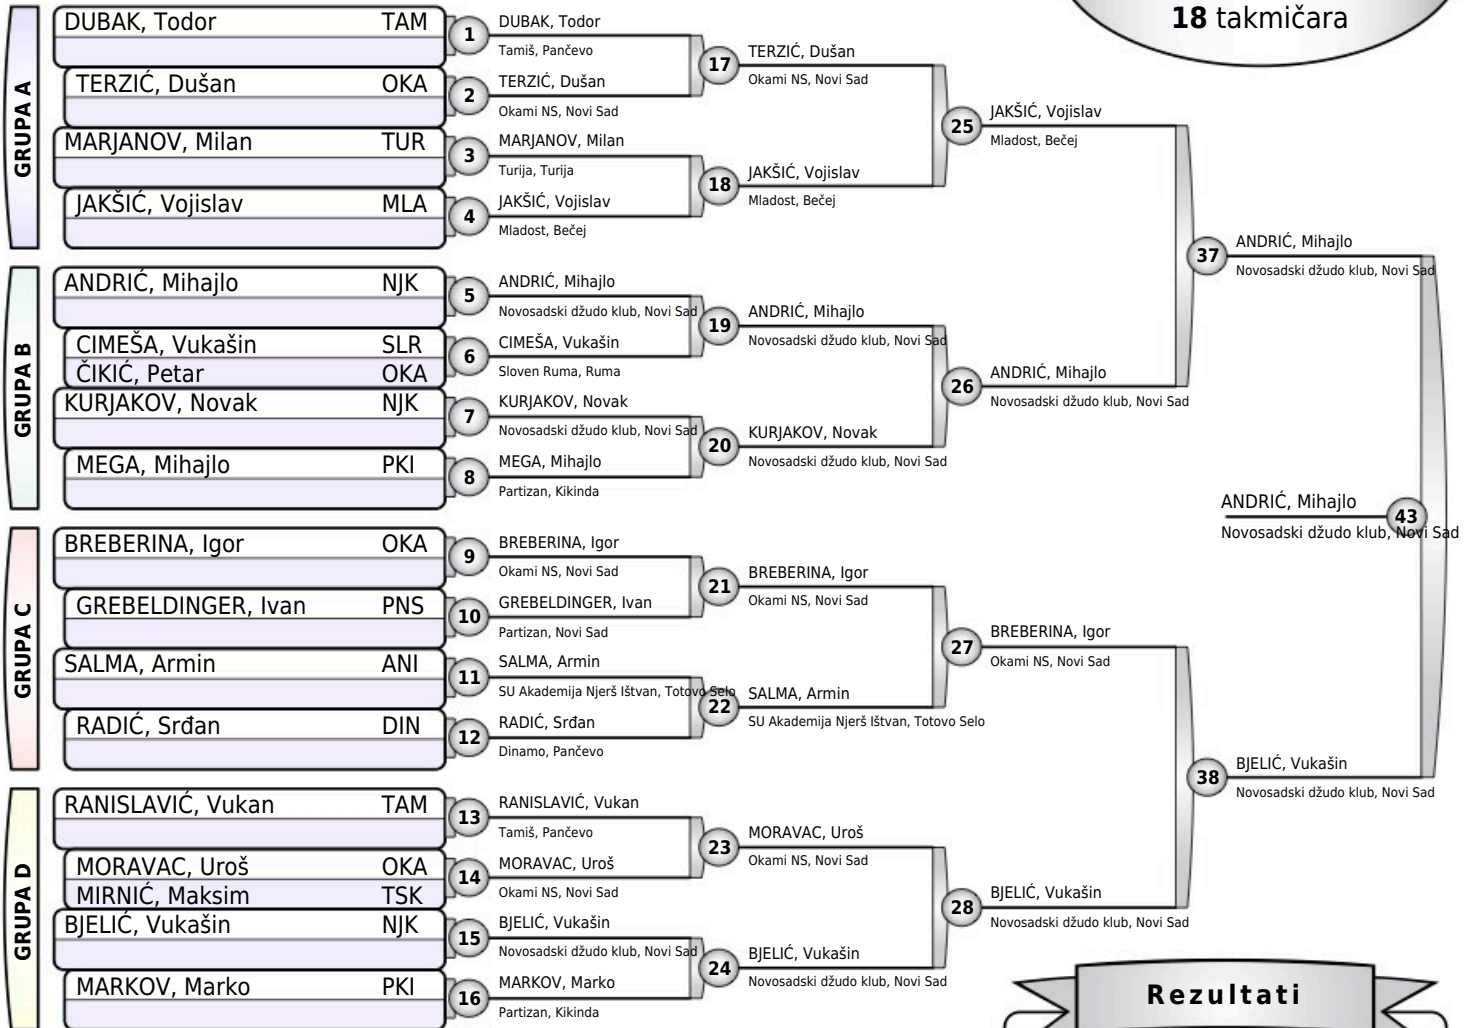 18 takmičara
GRUPA A
DUBAK, Todor TAM
TERZIĆ, Dušan OKA
MARJANOV, Milan TUR
JAKŠIĆ, Vojislav MLA
GRUPA B
ANDRIĆ, Mihajlo NJK
CIMEŠA, Vukašin SLR
ČIKIĆ, Petar OKA
KURJAKOV, Novak NJK
MEGA, Mihajlo PKI
GRUPA C
BREBERINA, Igor OKA
GREBELDINGER, Ivan PNS
SALMA, Armin ANI
RADIĆ, Srđan DIN
GRUPA D
RANISLAVIĆ, Vukan TAM
MORAVAC, Uroš OKA
MIRNIĆ, Maksim TSK
BJELIĆ, Vukašin NJK
MARKOV, Marko PKI
1
DUBAK, Todor
Tamiš, Pančevo
2
TERZIĆ, Dušan
Okami NS, Novi Sad
3
MARJANOV, Milan
Turija, Turija
4
JAKŠIĆ, Vojislav
Mladost, Bečej
5
ANDRIĆ, Mihajlo
Novosadski džudo klub, Novi Sad
6
CIMEŠA, Vukašin
Sloven Ruma, Ruma
7
KURJAKOV, Novak
Novosadski džudo klub, Novi Sad
8
MEGA, Mihajlo
Partizan, Kikinda
9
BREBERINA, Igor
Okami NS, Novi Sad
10
GREBELDINGER, Ivan
Partizan, Novi Sad
11
SALMA, Armin
SU Akademija Njerš Ištvan, Totovo Selo
12
RADIĆ, Srđan
Dinamo, Pančevo
13
RANISLAVIĆ, Vukan
Tamiš, Pančevo
14
MORAVAC, Uroš
Okami NS, Novi Sad
15
BJELIĆ, Vukašin
Novosadski džudo klub, Novi Sad
16
MARKOV, Marko
Partizan, Kikinda
17
TERZIĆ, Dušan
Okami NS, Novi Sad
18
JAKŠIĆ, Vojislav
Mladost, Bečej
19
ANDRIĆ, Mihajlo
Novosadski džudo klub, Novi Sad
20
KURJAKOV, Novak
Novosadski džudo klub, Novi Sad
21
BREBERINA, Igor
Okami NS, Novi Sad
22
SALMA, Armin
SU Akademija Njerš Ištvan, Totovo Selo
23
MORAVAC, Uroš
Okami NS, Novi Sad
24
BJELIĆ, Vukašin
Novosadski džudo klub, Novi Sad
25
JAKŠIĆ, Vojislav
Mladost, Bečej
26
ANDRIĆ, Mihajlo
Novosadski džudo klub, Novi Sad
27
BREBERINA, Igor
Okami NS, Novi Sad
28
BJELIĆ, Vukašin
Novosadski džudo klub, Novi Sad
37
ANDRIĆ, Mihajlo
Novosadski džudo klub, Novi Sad
38
BJELIĆ, Vukašin
Novosadski džudo klub, Novi Sad
ANDRIĆ, Mihajlo
43
Novosadski džudo klub, Novi Sad
Rezultati